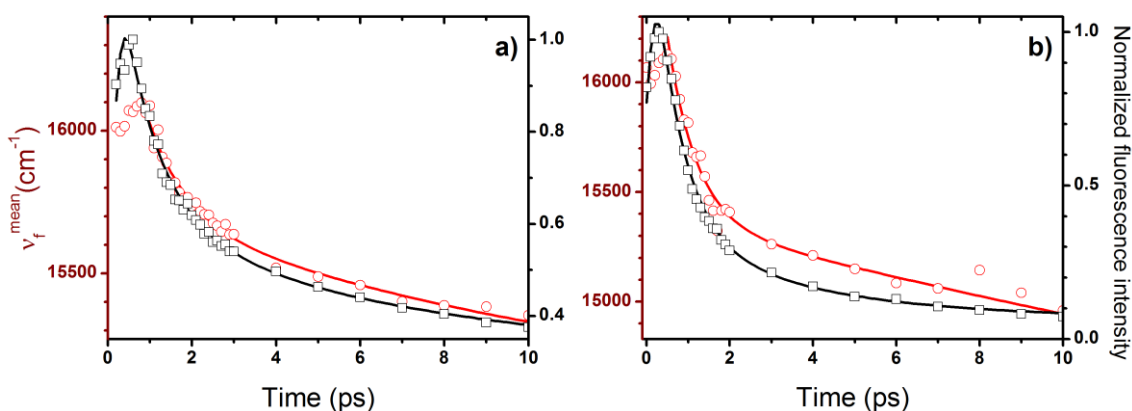 a)
b)
ν_f^mean(cm⁻¹)
16000
15500
1.0
0.8
0.6
0.4
0 2 4 6 8 10
Time (ps)
16000
15500
15000
1.0
0.5
0.0
0 2 4 6 8 10
Time (ps)
Normalized fluorescence intensity